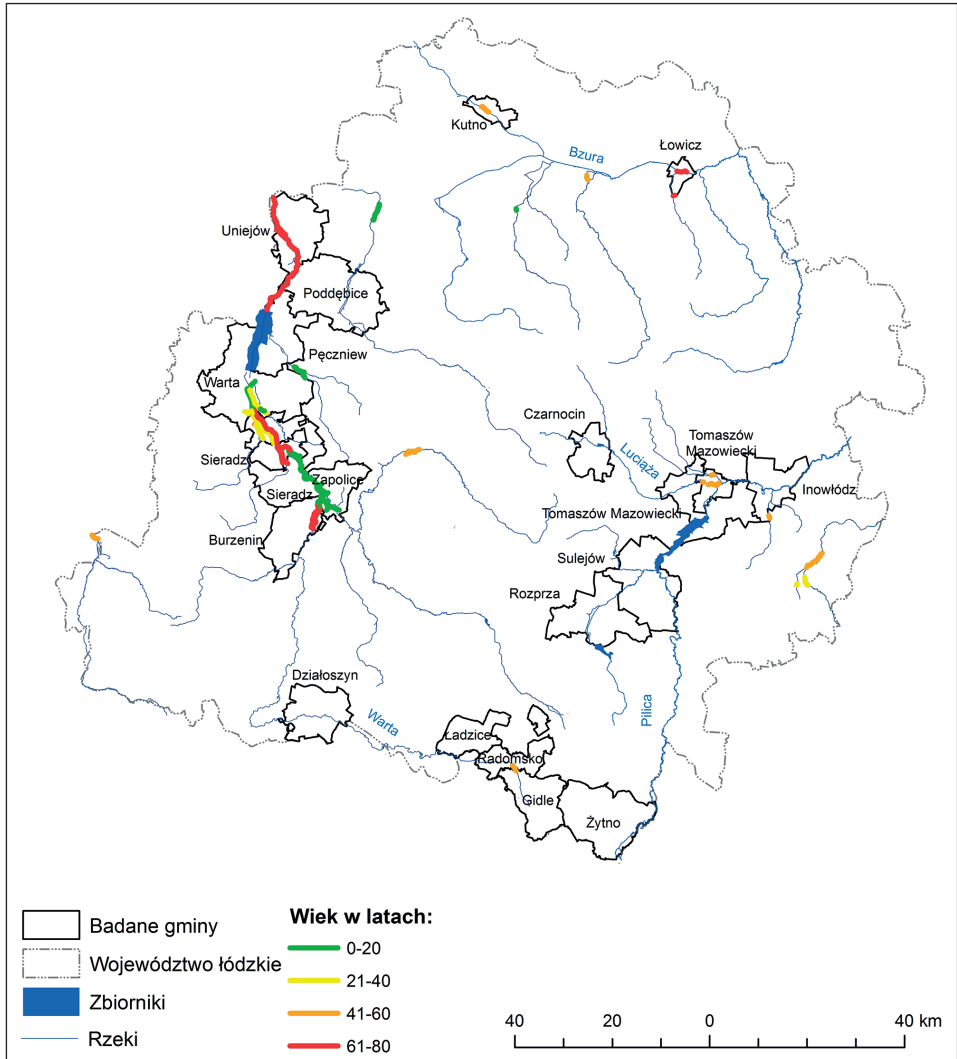 Kutno
Bzura
Łowicz
Uniejów
Poddębice
Pęczniew
Warta
Czarnocin
Luciąża
Tomaszów
Mazowiecki
Sieradz
Zapolice
Sieradz
Inowłódz
Tomaszów Mazowiecki
Burzenin
Sulejów
Rozprza
Działoszyn
Warta
Pilica
Ładzice
Radomsko
Gidle
Żytno
Badane gminy
Województwo łódzkie
Zbiorniki
Rzeki
Wiek w latach:
0-20
21-40
41-60
61-80
40 20 0 40 km